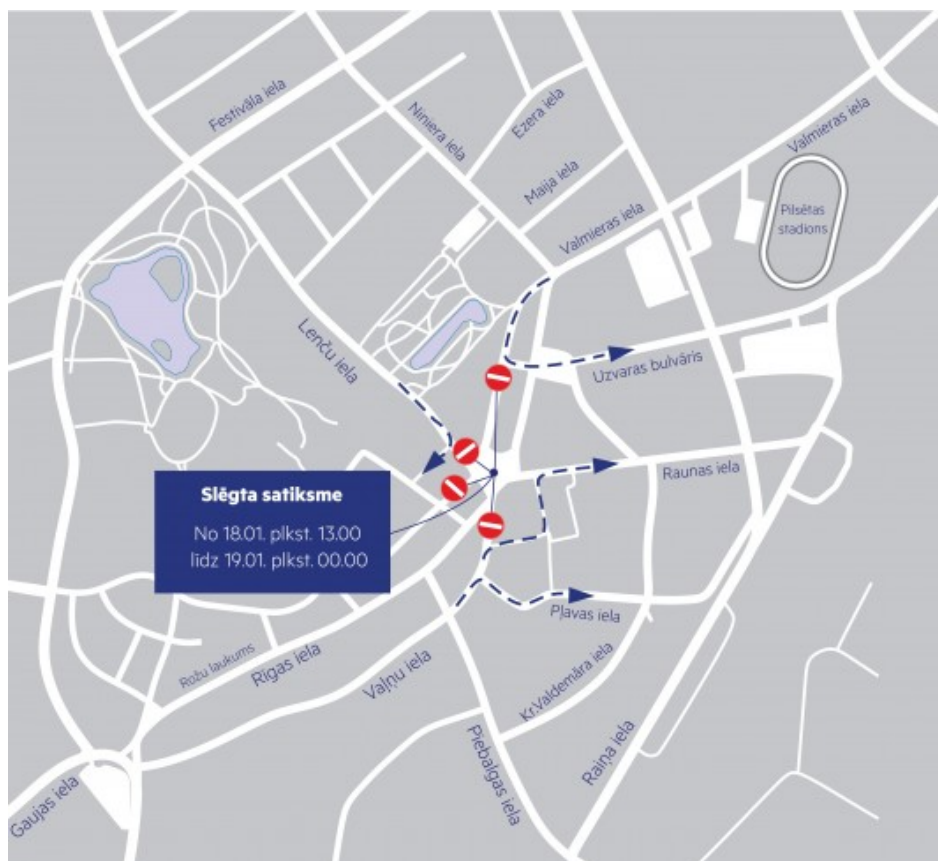 Festivāla iela
Niniera iela
Ezera iela
Valmieras iela
Maija iela
Valmieras iela
Pilsētas
stadions
Lenču iela
Uzvaras bulvāris
Raunas iela
Slēgta satiksme
No 18.01. plkst. 13.00
līdz 19.01. plkst. 00.00
Pļavas iela
Rožu laukums
Rīgas iela
Vaļņu iela
Kr.Valdemāra iela
Piebalgas iela
Raiņa iela
Gaujas iela